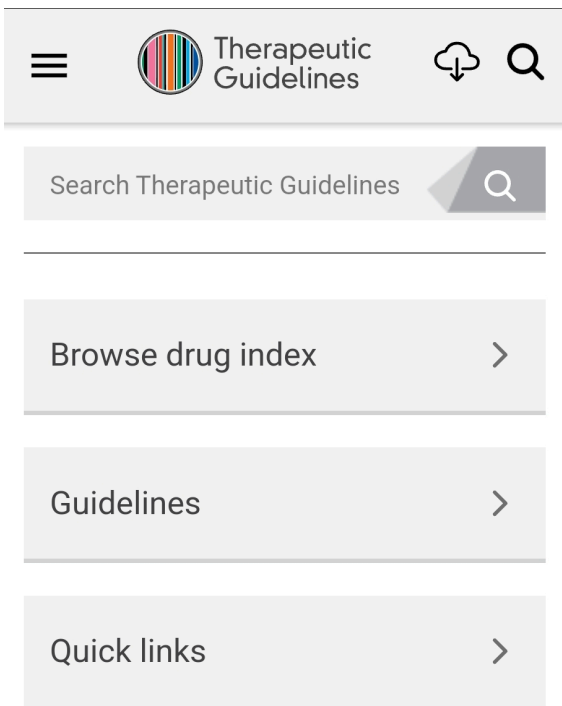 Therapeutic
Guidelines
Search Therapeutic Guidelines
Browse drug index
Guidelines
Quick links